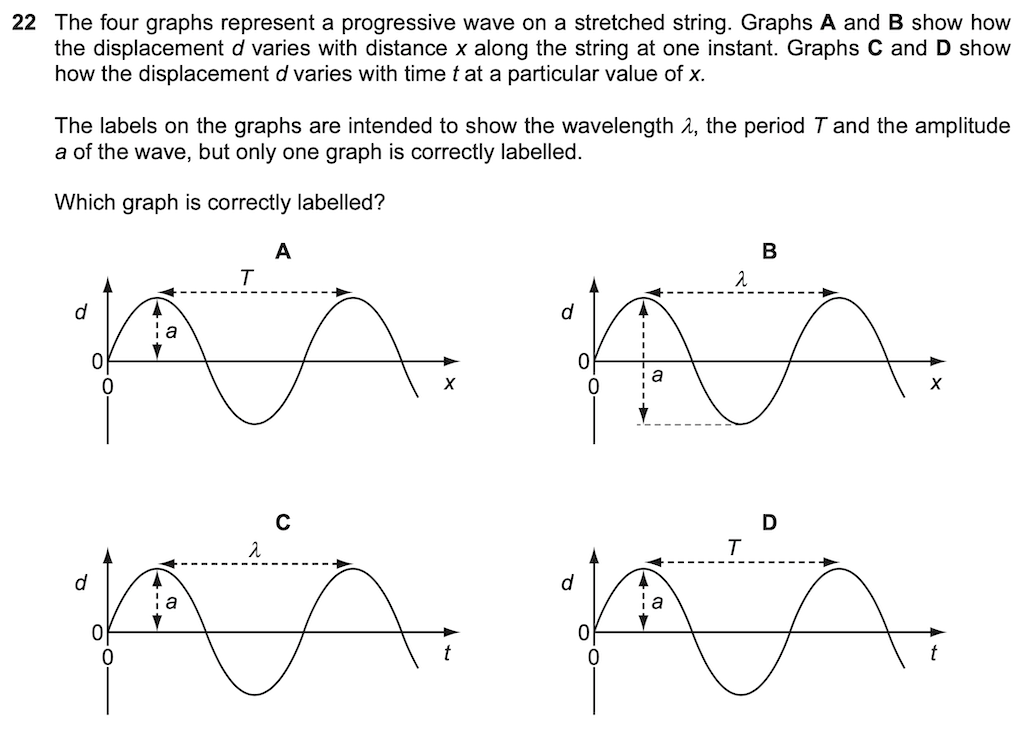 22 The four graphs represent a progressive wave on a stretched string. Graphs A and B show how
the displacement d varies with distance x along the string at one instant. Graphs C and D show
how the displacement d varies with time t at a particular value of x.
The labels on the graphs are intended to show the wavelength λ, the period T and the amplitude
a of the wave, but only one graph is correctly labelled.
Which graph is correctly labelled?
A
T
d
a
0
0
x
B
λ
d
0
a
0
x
C
λ
d
a
0
0
t
D
T
d
a
0
0
t